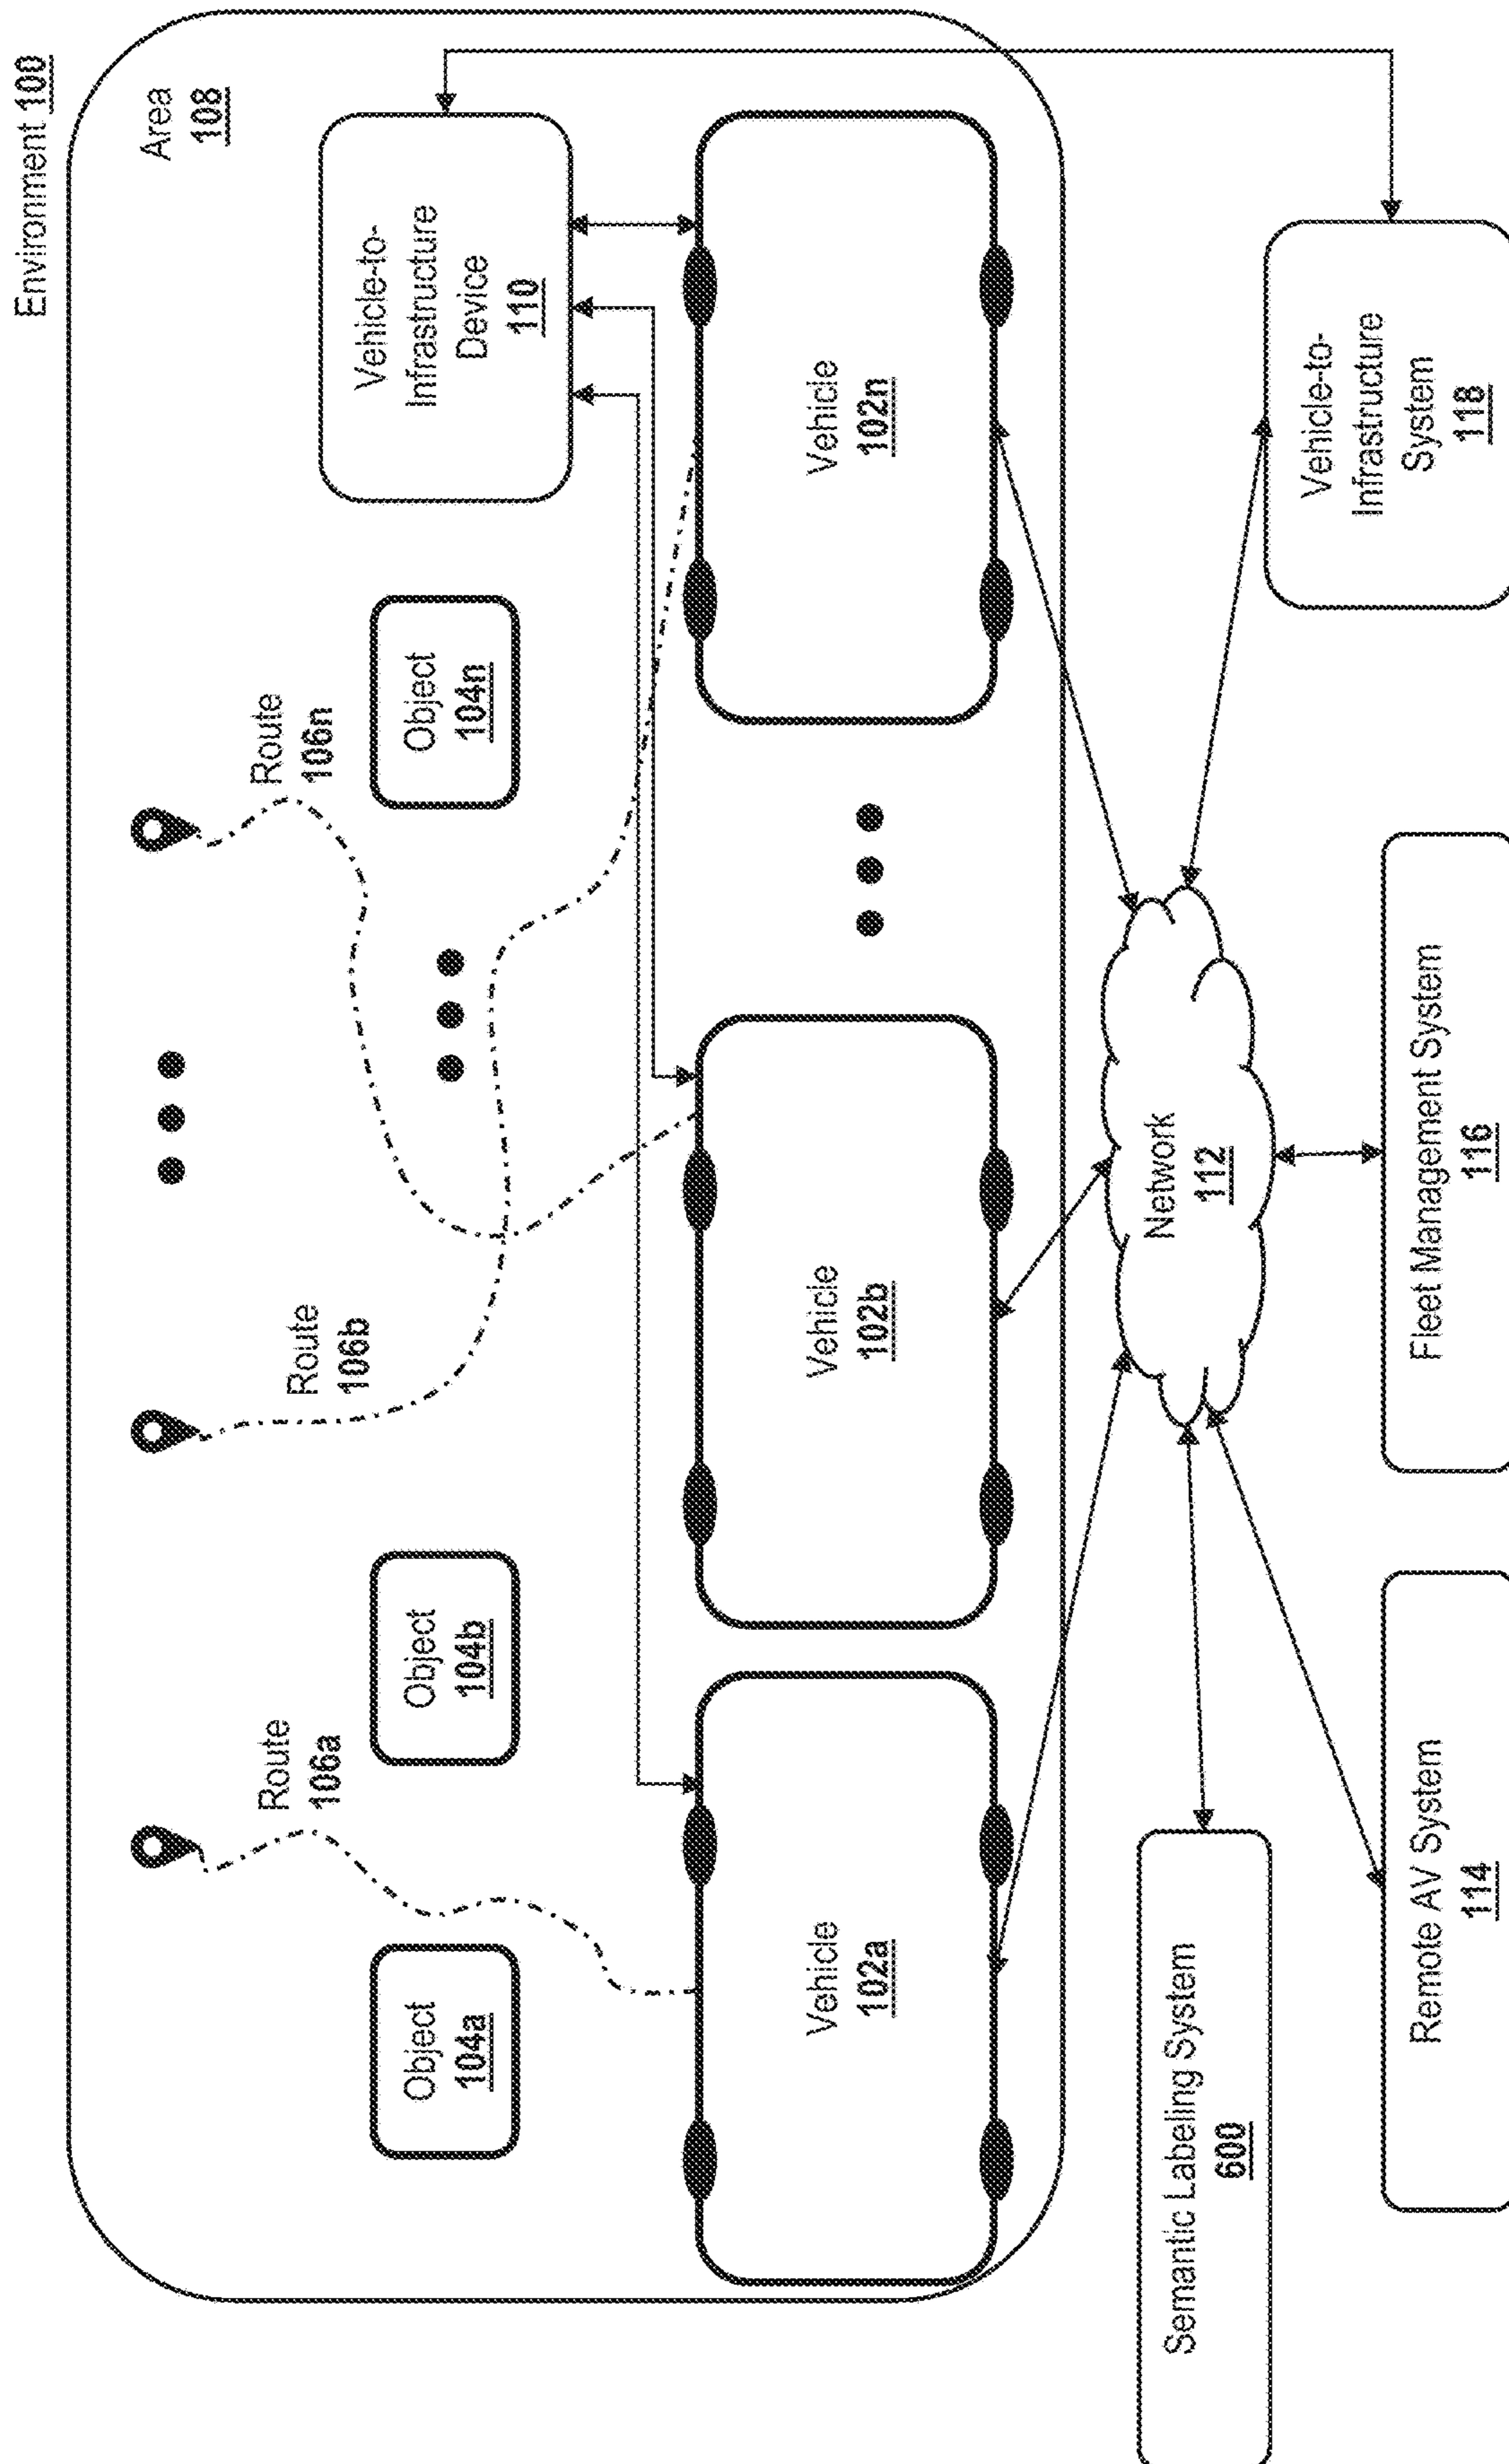 Environment 100
Area
108
Route
106a
Route
106b
Route
106n
Object
104a
Object
104b
Object
104n
Vehicle-to-
Infrastructure
Device
110
Vehicle
102a
Vehicle
102b
Vehicle
102n
Network
112
Semantic Labeling System
600
Remote AV System
114
Fleet Management System
116
Vehicle-to-
Infrastructure
System
118